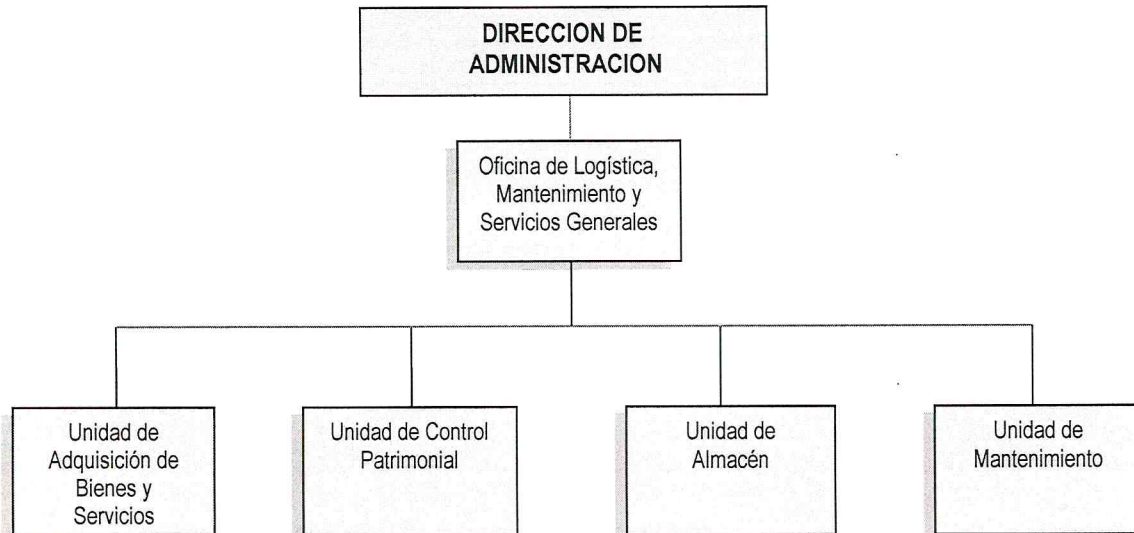 DIRECCION DE
ADMINISTRACION
Oficina de Logística,
Mantenimiento y
Servicios Generales
Unidad de
Adquisición de
Bienes y
Servicios
Unidad de Control
Patrimonial
Unidad de
Almacén
Unidad de
Mantenimiento